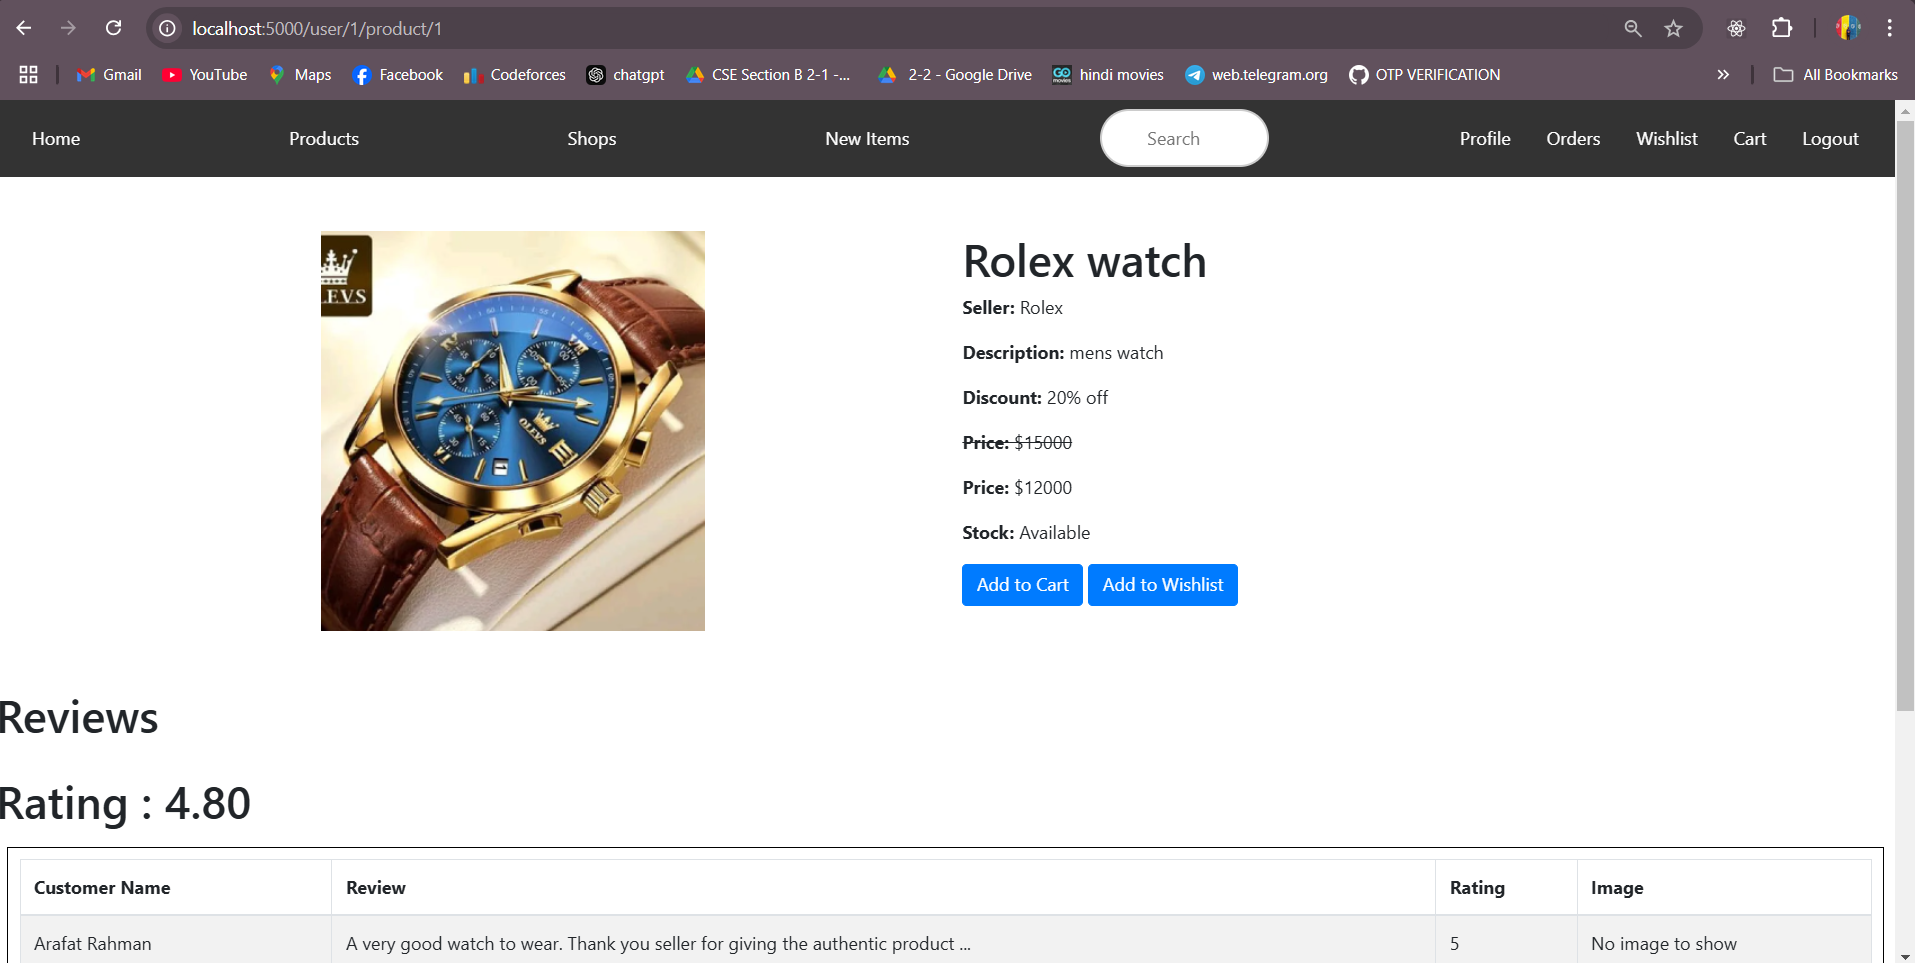 localhost:5000/user/1/product/1
Gmail YouTube Maps Facebook Codeforces chatgpt CSE Section B 2-1 -... 2-2 - Google Drive hindi movies web.telegram.org OTP VERIFICATION » All Bookmarks
Home Products Shops New Items Search Profile Orders Wishlist Cart Logout
LEVS
OLEVS
Rolex watch
Seller: Rolex
Description: mens watch
Discount: 20% off
Price: $15000
Price: $12000
Stock: Available
Add to Cart Add to Wishlist
Reviews
Rating : 4.80
Customer Name Review Rating Image
Arafat Rahman A very good watch to wear. Thank you seller for giving the authentic product ... 5 No image to show